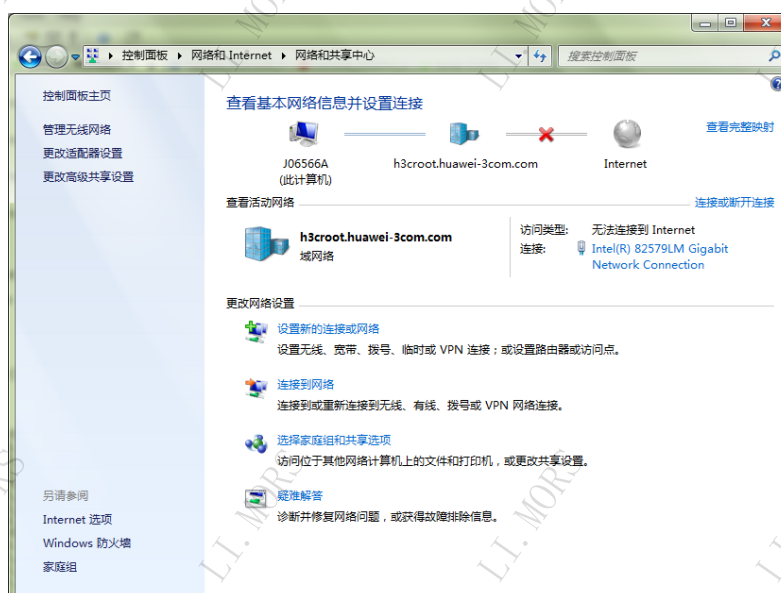 控制面板 ▸ 网络和 Internet ▸ 网络和共享中心
搜索控制面板
控制面板主页
管理无线网络
更改适配器设置
更改高级共享设置
查看基本网络信息并设置连接
查看完整映射
J06566A
(此计算机)
h3croot.huawei-3com.com
Internet
查看活动网络
连接或断开连接
h3croot.huawei-3com.com
域网络
访问类型: 无法连接到 Internet
连接: Intel(R) 82579LM Gigabit
Network Connection
更改网络设置
设置新的连接或网络
设置无线、宽带、拨号、临时或 VPN 连接；或设置路由器或访问点。
连接到网络
连接到或重新连接到无线、有线、拨号或 VPN 网络连接。
选择家庭组和共享选项
访问位于其他网络计算机上的文件和打印机，或更改共享设置。
疑难解答
诊断并修复网络问题，或获得故障排除信息。
另请参阅
Internet 选项
Windows 防火墙
家庭组
LI. MORS